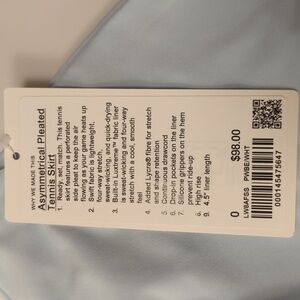 WHY WE MADE THIS
Asymmetrical Pleated
Tennis Skirt
1. Ready, set, match. This tennis
skirt features a perforated
side pleat to keep the air
flowing as your game heats up
2. Swift fabric is lightweight,
four-way stretch,
sweat-wicking, and quick-drying
3. Built-in Luxtreme™ fabric liner
is sweat-wicking and four-way
stretch with a cool, smooth
feel
4. Added Lycra® fibre for stretch
and shape retention
5. Continuous drawcord
6. Drop-in pockets on the liner
7. Silicone grippers on the hem
prevent ride-up
8. High rise
9. 4.5" liner length
0
$98.00
LW8AFSS
PWBE/WHT
000145475647